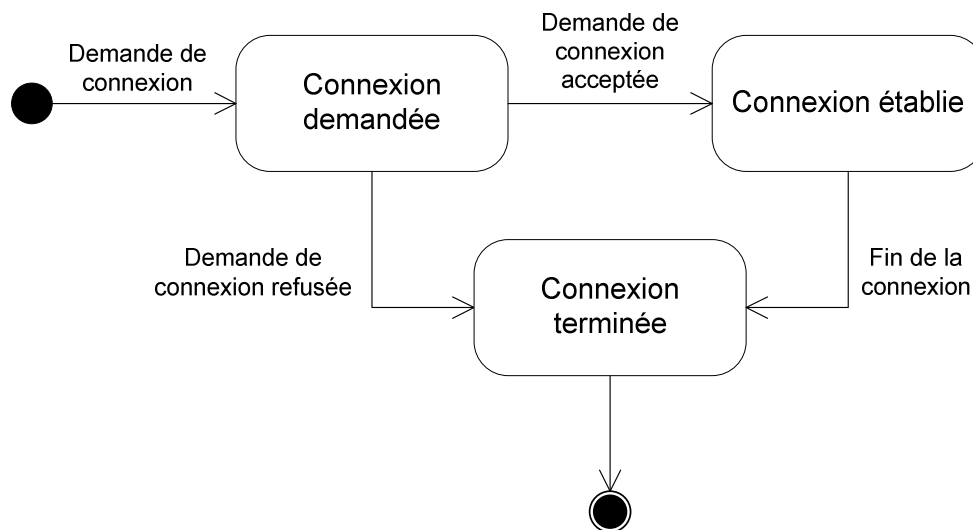 Demande de
connexion
Connexion
demandée
Demande de
connexion
acceptée
Connexion établie
Demande de
connexion refusée
Connexion
terminée
Fin de la
connexion